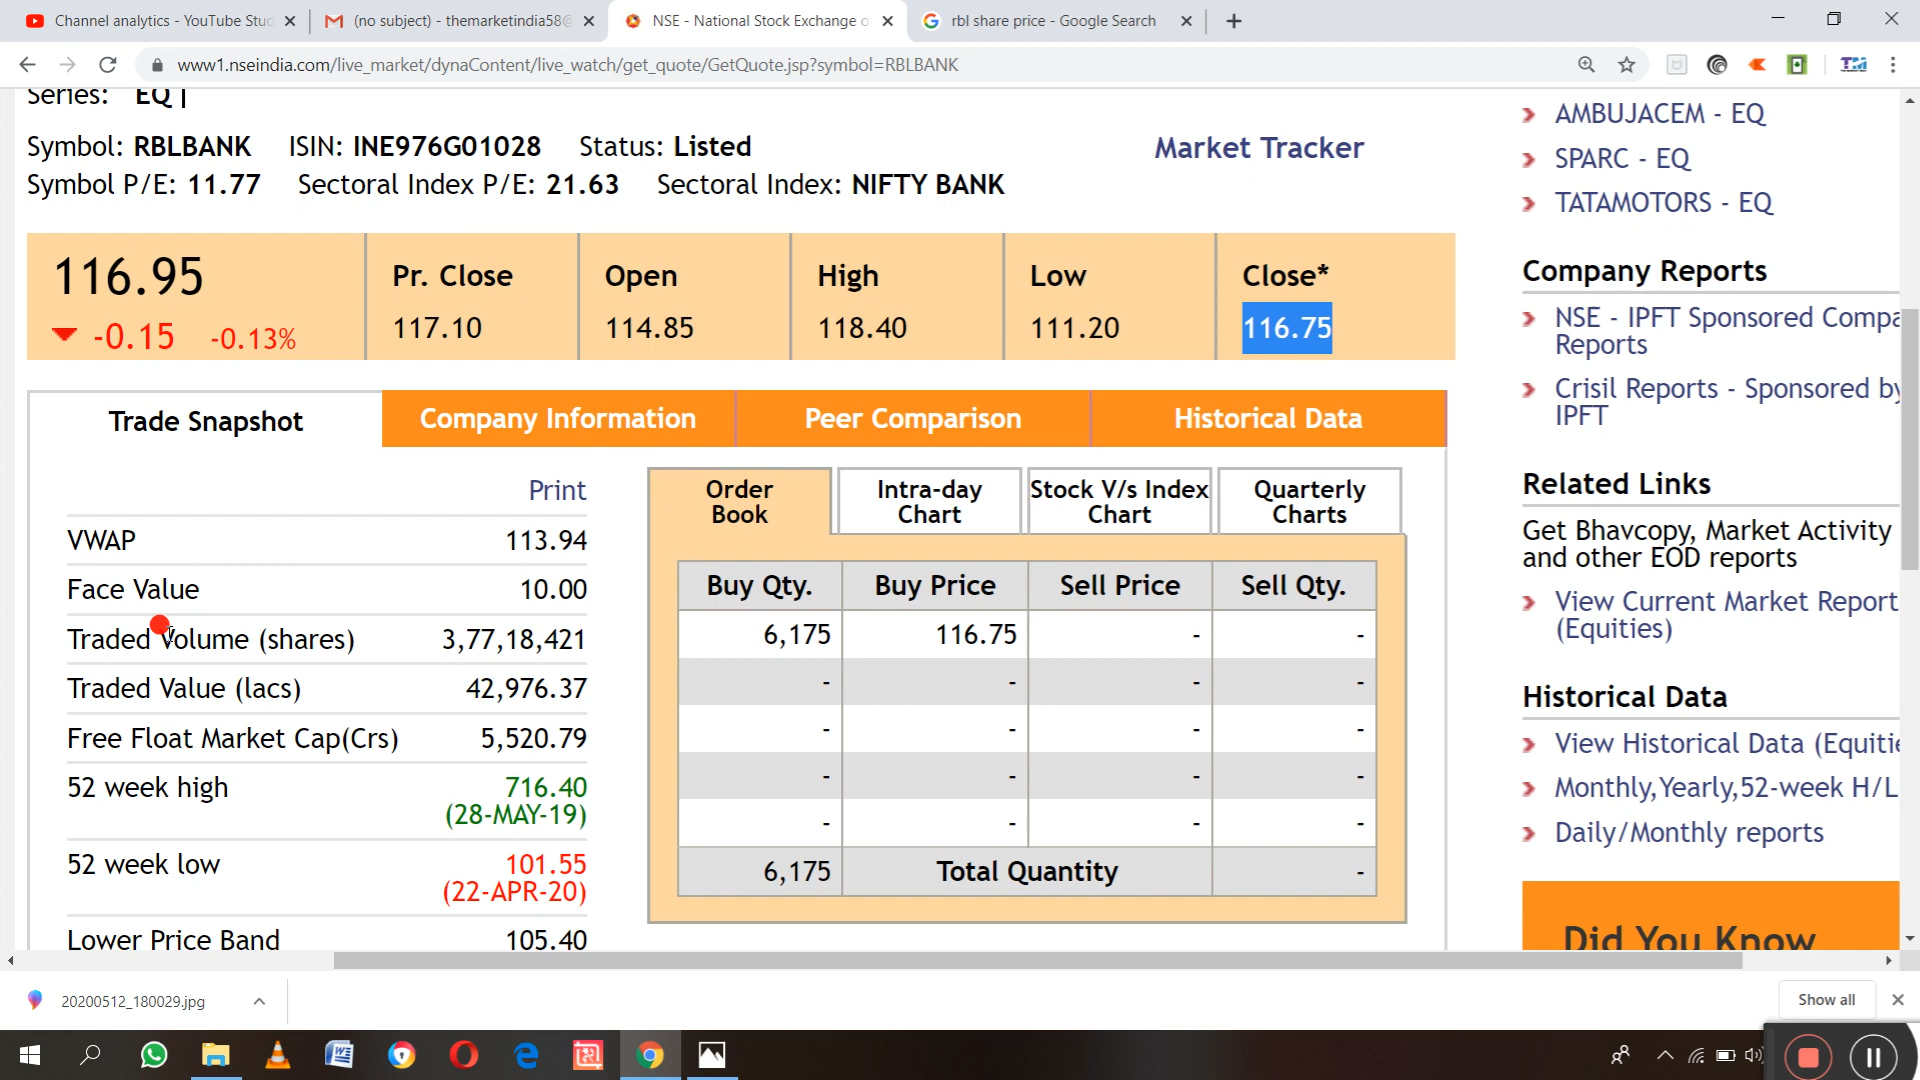 Channel analytics - YouTube Stud
(no subject) - themarketindia58@
NSE - National Stock Exchange o
rbl share price - Google Search
www1.nseindia.com/live_market/dynaContent/live_watch/get_quote/GetQuote.jsp?symbol=RBLBANK
Series: EQ |
Symbol: RBLBANK ISIN: INE976G01028 Status: Listed
Market Tracker
Symbol P/E: 11.77 Sectoral Index P/E: 21.63 Sectoral Index: NIFTY BANK
116.95
-0.15 -0.13%
Pr. Close
117.10
Open
114.85
High
118.40
Low
111.20
Close*
116.75
Trade Snapshot
Company Information
Peer Comparison
Historical Data
Print
VWAP 113.94
Face Value 10.00
Traded Volume (shares) 3,77,18,421
Traded Value (lacs) 42,976.37
Free Float Market Cap(Crs) 5,520.79
52 week high 716.40
(28-MAY-19)
52 week low 101.55
(22-APR-20)
Lower Price Band 105.40
Order
Book
Intra-day
Chart
Stock V/s Index
Chart
Quarterly
Charts
Buy Qty. Buy Price Sell Price Sell Qty.
6,175 116.75 - -
- - - -
- - - -
- - - -
- - - -
6,175 Total Quantity -
AMBUJACEM - EQ
SPARC - EQ
TATAMOTORS - EQ
Company Reports
NSE - IPFT Sponsored Compa
Reports
Crisil Reports - Sponsored by
IPFT
Related Links
Get Bhavcopy, Market Activity
and other EOD reports
View Current Market Report
(Equities)
Historical Data
View Historical Data (Equitie
Monthly,Yearly,52-week H/L
Daily/Monthly reports
Did You Know
20200512_180029.jpg
Show all